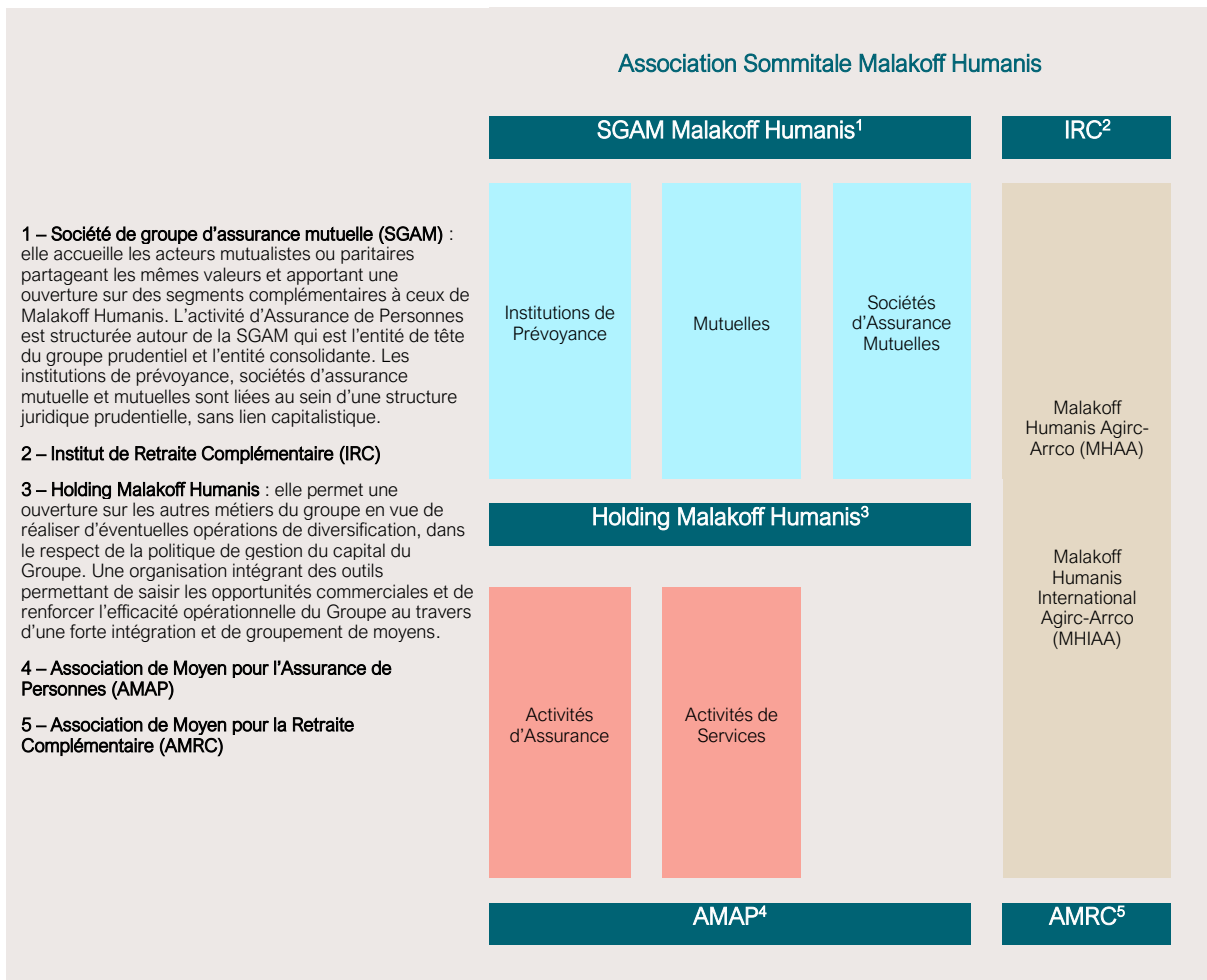 Association Sommitale Malakoff Humanis
SGAM Malakoff Humanis¹
IRC²
1 – Société de groupe d'assurance mutuelle (SGAM) :
elle accueille les acteurs mutualistes ou paritaires
partageant les mêmes valeurs et apportant une
ouverture sur des segments complémentaires à ceux de
Malakoff Humanis. L'activité d'Assurance de Personnes
est structurée autour de la SGAM qui est l'entité de tête
du groupe prudentiel et l'entité consolidante. Les
institutions de prévoyance, sociétés d'assurance
mutuelle et mutuelles sont liées au sein d'une structure
juridique prudentielle, sans lien capitalistique.
2 – Institut de Retraite Complémentaire (IRC)
3 – Holding Malakoff Humanis : elle permet une
ouverture sur les autres métiers du groupe en vue de
réaliser d'éventuelles opérations de diversification, dans
le respect de la politique de gestion du capital du
Groupe. Une organisation intégrant des outils
permettant de saisir les opportunités commerciales et de
renforcer l'efficacité opérationnelle du Groupe au travers
d'une forte intégration et de groupement de moyens.
4 – Association de Moyen pour l'Assurance de
Personnes (AMAP)
5 – Association de Moyen pour la Retraite
Complémentaire (AMRC)
Institutions de
Prévoyance
Mutuelles
Sociétés
d'Assurance
Mutuelles
Malakoff
Humanis Agirc-
Arrco (MHAA)
Malakoff
Humanis
International
Agirc-Arrco
(MHIAA)
Holding Malakoff Humanis³
Activités
d'Assurance
Activités de
Services
AMAP⁴
AMRC⁵